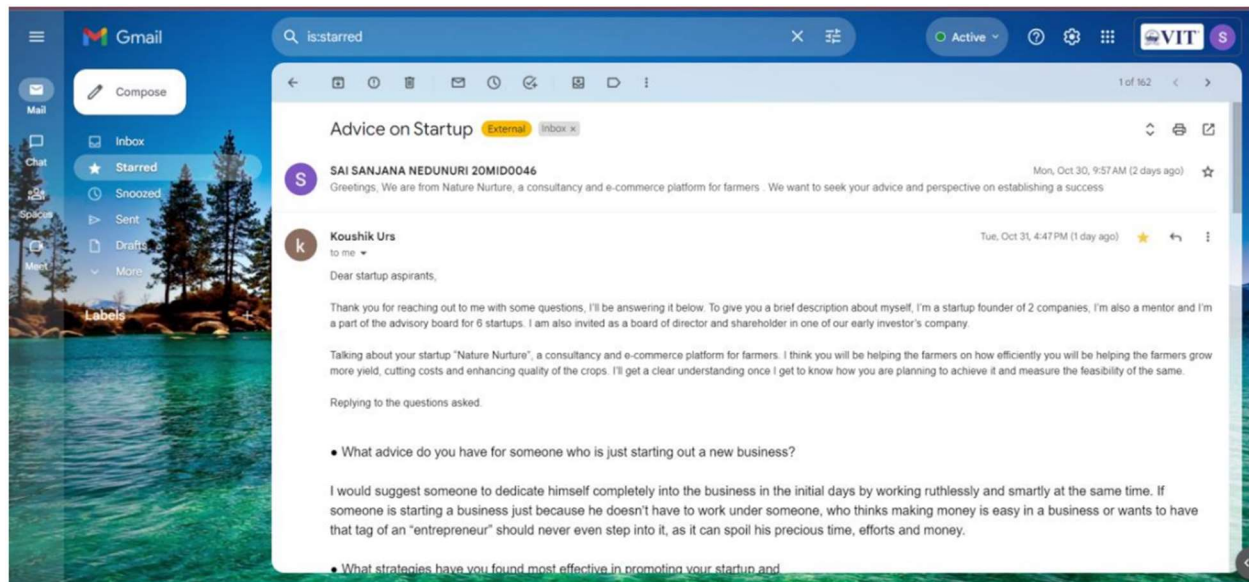 Gmail
is:starred
Active
VIT
S
Compose
1 of 162
Mail
Inbox
Starred
Snoozed
Sent
Drafts
More
Labels
Chat
Spaces
Meet
Advice on Startup External Inbox ×
S
SAI SANJANA NEDUNURI 20MID0046
Mon, Oct 30, 9:57 AM (2 days ago)
Greetings, We are from Nature Nurture, a consultancy and e-commerce platform for farmers . We want to seek your advice and perspective on establishing a success
k
Koushik Urs
Tue, Oct 31, 4:47 PM (1 day ago)
to me
Dear startup aspirants,
Thank you for reaching out to me with some questions, I'll be answering it below. To give you a brief description about myself, I'm a startup founder of 2 companies, I'm also a mentor and I'm
a part of the advisory board for 6 startups. I am also invited as a board of director and shareholder in one of our early investor's company.
Talking about your startup "Nature Nurture", a consultancy and e-commerce platform for farmers. I think you will be helping the farmers on how efficiently you will be helping the farmers grow
more yield, cutting costs and enhancing quality of the crops. I'll get a clear understanding once I get to know how you are planning to achieve it and measure the feasibility of the same.
Replying to the questions asked.
● What advice do you have for someone who is just starting out a new business?
I would suggest someone to dedicate himself completely into the business in the initial days by working ruthlessly and smartly at the same time. If
someone is starting a business just because he doesn't have to work under someone, who thinks making money is easy in a business or wants to have
that tag of an "entrepreneur" should never even step into it, as it can spoil his precious time, efforts and money.
● What strategies have you found most effective in promoting your startup and